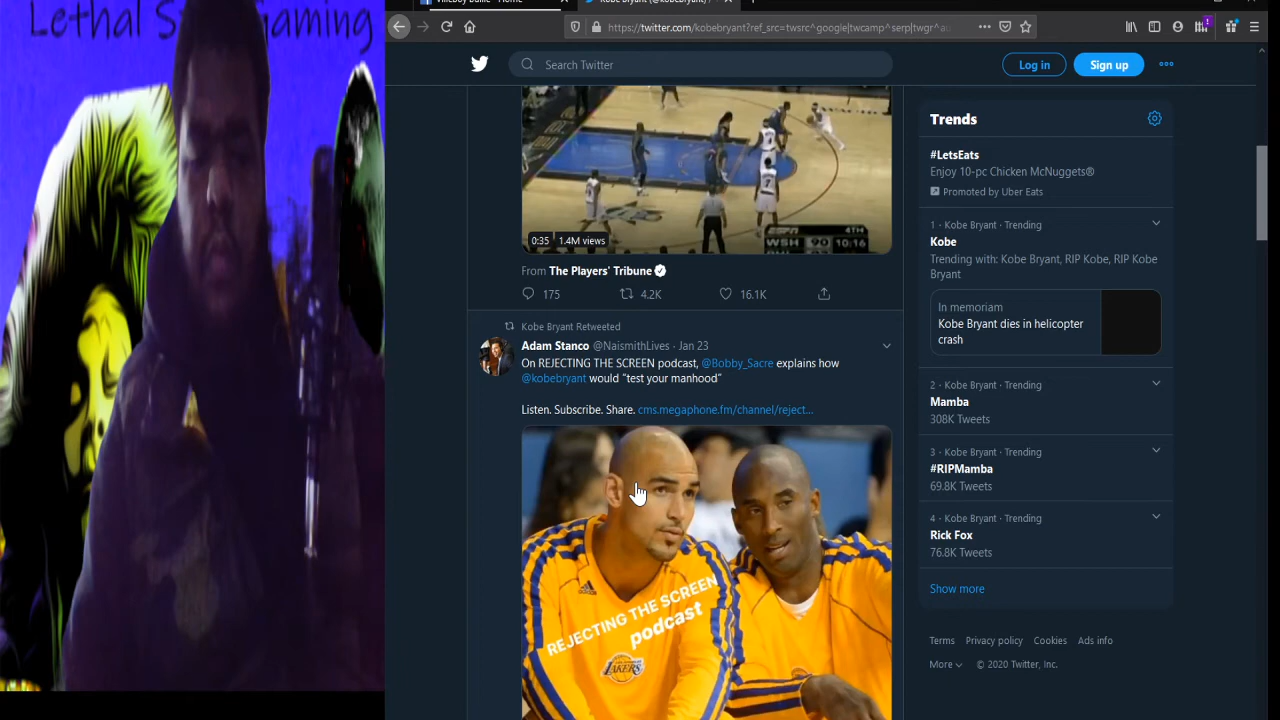 Lethal S Gaming
Kobe Bryant (@kobebryant) /
https://twitter.com/kobebryant?ref_src=twsrc^google|twcamp^serp|twgr^au
Search Twitter
Log in
Sign up
0:35
1.4M views
WSH 90
4TH
10:16
From The Players' Tribune
175
4.2K
16.1K
Kobe Bryant Retweeted
Adam Stanco @NaismithLives · Jan 23
On REJECTING THE SCREEN podcast, @Bobby_Sacre explains how
@kobebryant would "test your manhood"
Listen. Subscribe. Share. cms.megaphone.fm/channel/reject...
REJECTING THE SCREEN
podcast
LAKERS
Trends
#LetsEats
Enjoy 10-pc Chicken McNuggets®
Promoted by Uber Eats
1 · Kobe Bryant · Trending
Kobe
Trending with: Kobe Bryant, RIP Kobe, RIP Kobe
Bryant
In memoriam
Kobe Bryant dies in helicopter
crash
2 · Kobe Bryant · Trending
Mamba
308K Tweets
3 · Kobe Bryant · Trending
#RIPMamba
69.8K Tweets
4 · Kobe Bryant · Trending
Rick Fox
76.8K Tweets
Show more
Terms
Privacy policy
Cookies
Ads info
More
© 2020 Twitter, Inc.